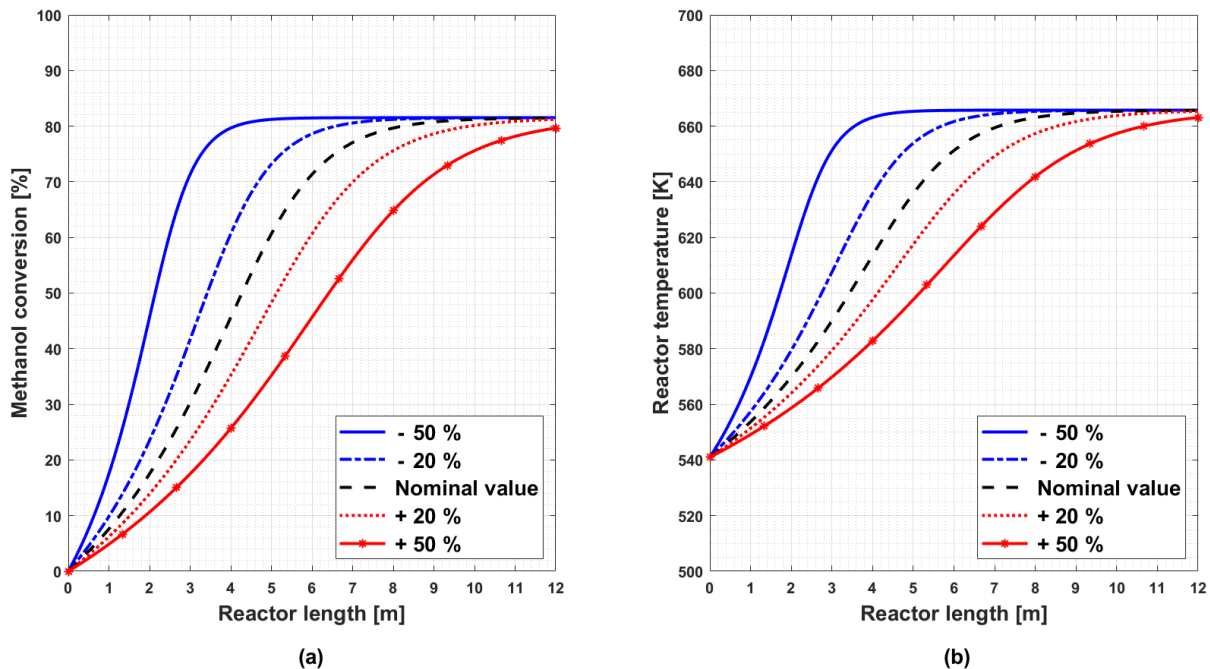 100
90
80
70
60
50
40
30
20
10
0
Methanol conversion [%]
0 1 2 3 4 5 6 7 8 9 10 11 12
Reactor length [m]
- 50 %
- 20 %
Nominal value
+ 20 %
+ 50 %
(a)
700
680
660
640
620
600
580
560
540
520
500
Reactor temperature [K]
0 1 2 3 4 5 6 7 8 9 10 11 12
Reactor length [m]
- 50 %
- 20 %
Nominal value
+ 20 %
+ 50 %
(b)